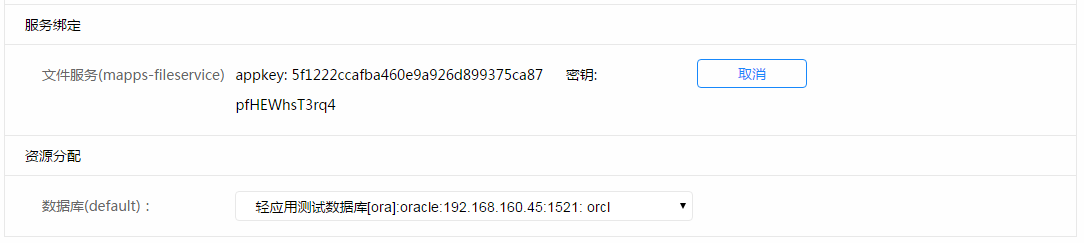 服务绑定
文件服务(mapps-fileservice) appkey: 5f1222ccafba460e9a926d899375ca87 密钥: 取消
pfHEWhsT3rq4
资源分配
数据库(default)： 轻应用测试数据库[ora]:oracle:192.168.160.45:1521: orcl